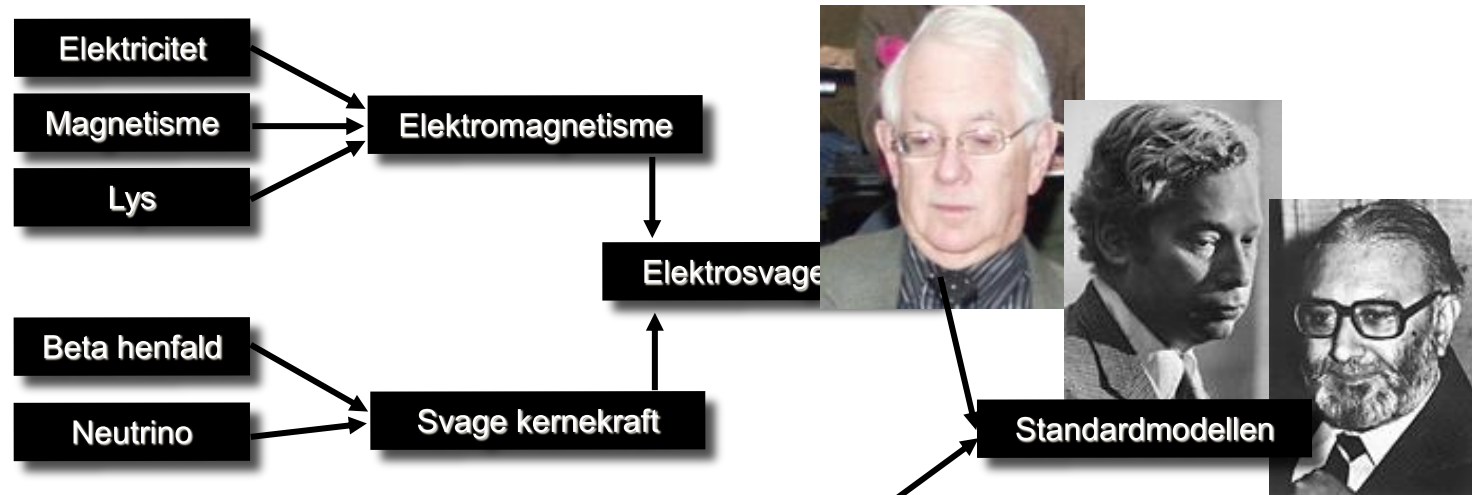 Elektricitet
Magnetisme
Lys
Elektromagnetisme
Elektrosvage
Beta henfald
Neutrino
Svage kernekraft
Standardmodellen